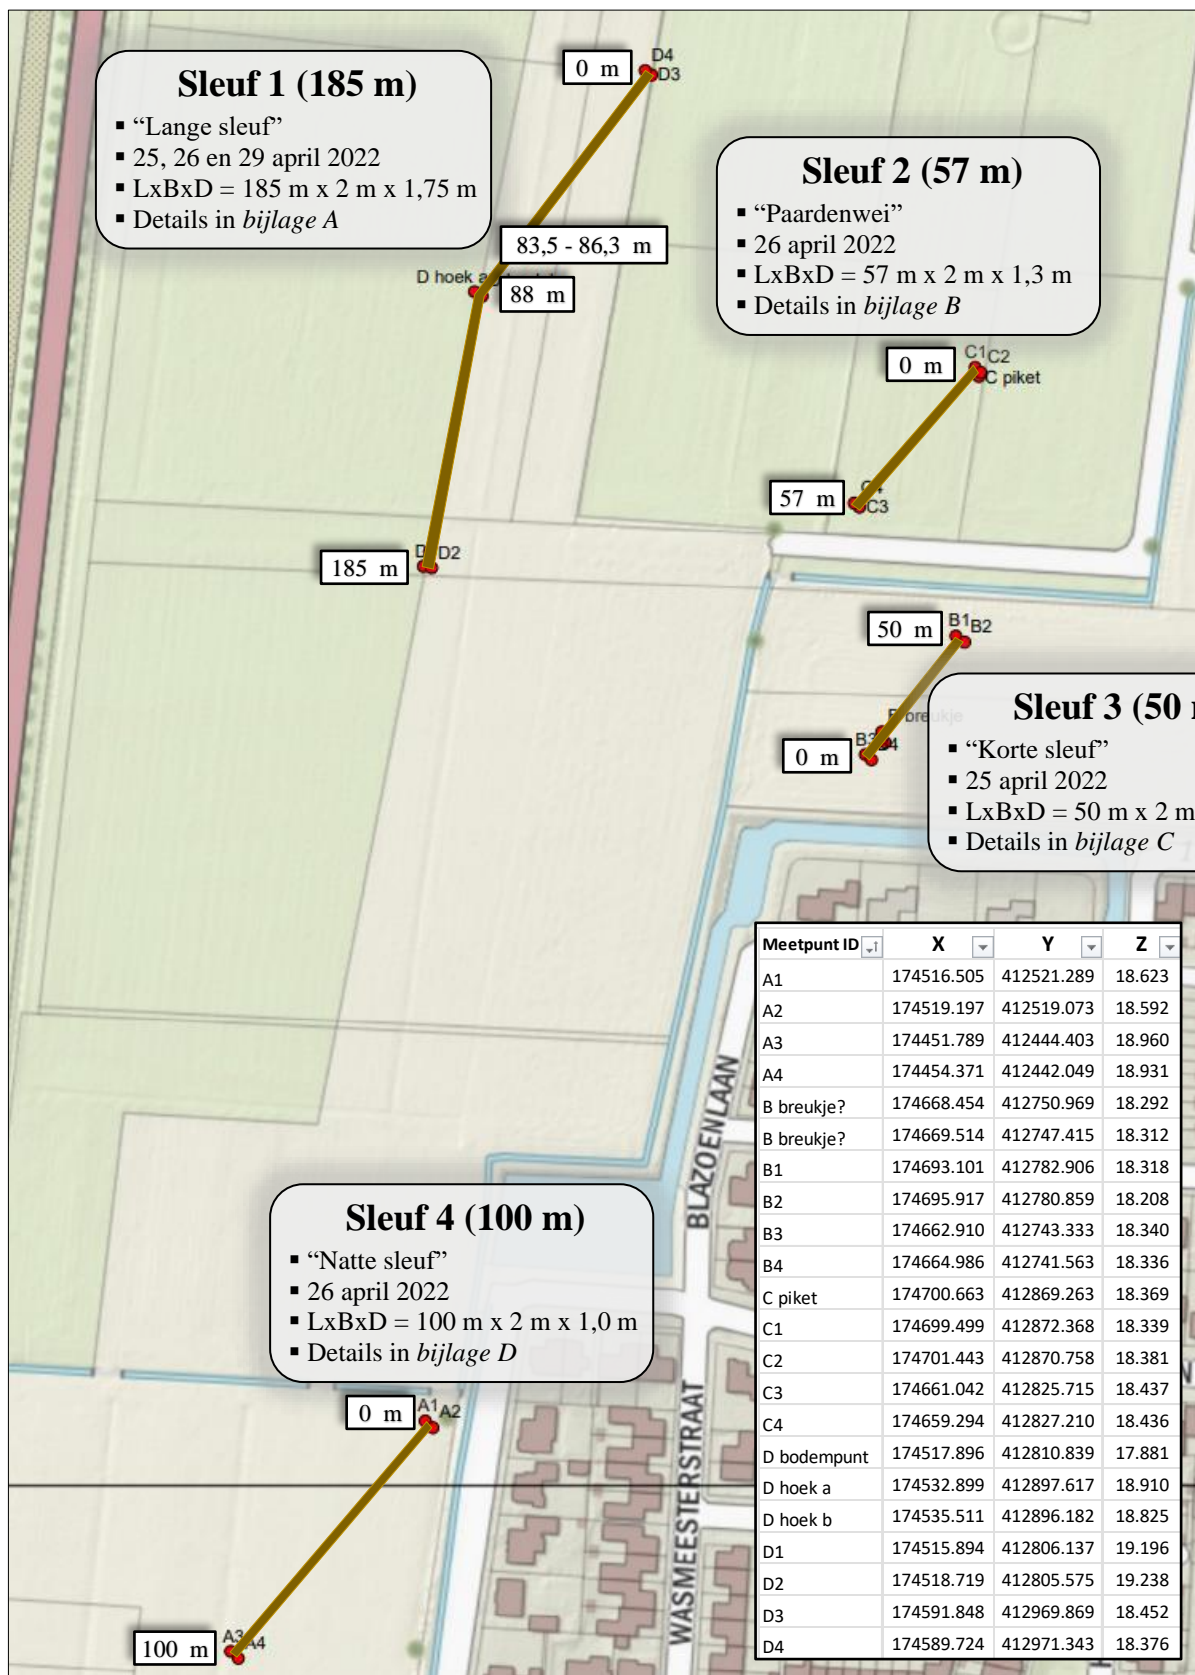 D4
0 m
D3
Sleuf 1 (185 m)
▪ “Lange sleuf”
▪ 25, 26 en 29 april 2022
▪ LxBxD = 185 m x 2 m x 1,75 m
▪ Details in bijlage A
Sleuf 2 (57 m)
▪ “Paardenwei”
▪ 26 april 2022
▪ LxBxD = 57 m x 2 m x 1,3 m
▪ Details in bijlage B
83,5 - 86,3 m
D hoek a
88 m
C1 C2
0 m
C piket
57 m
C3
D2
185 m
B1
50 m
B2
B3
0 m
Sleuf 3 (50
▪ “Korte sleuf”
▪ 25 april 2022
▪ LxBxD = 50 m x 2 m
▪ Details in bijlage C
Meetpunt ID X Y Z
A1 174516.505 412521.289 18.623
A2 174519.197 412519.073 18.592
A3 174451.789 412444.403 18.960
A4 174454.371 412442.049 18.931
B breukje? 174668.454 412750.969 18.292
B breukje? 174669.514 412747.415 18.312
B1 174693.101 412782.906 18.318
B2 174695.917 412780.859 18.208
B3 174662.910 412743.333 18.340
B4 174664.986 412741.563 18.336
C piket 174700.663 412869.263 18.369
C1 174699.499 412872.368 18.339
C2 174701.443 412870.758 18.381
C3 174661.042 412825.715 18.437
C4 174659.294 412827.210 18.436
D bodempunt 174517.896 412810.839 17.881
D hoek a 174532.899 412897.617 18.910
D hoek b 174535.511 412896.182 18.825
D1 174515.894 412806.137 19.196
D2 174518.719 412805.575 19.238
D3 174591.848 412969.869 18.452
D4 174589.724 412971.343 18.376
BLAZOENLAAN
Sleuf 4 (100 m)
▪ “Natte sleuf”
▪ 26 april 2022
▪ LxBxD = 100 m x 2 m x 1,0 m
▪ Details in bijlage D
A1
0 m
A2
WASMEESTERSTRAAT
A3
A4
100 m